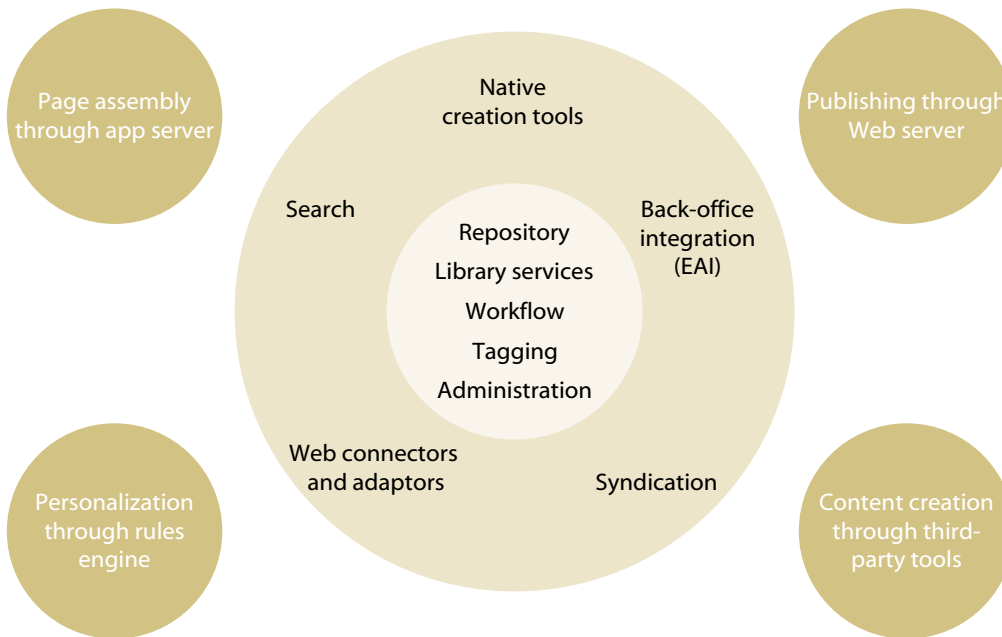 Page assembly
through app server
Native
creation tools
Publishing through
Web server
Search
Back-office
integration
(EAI)
Repository
Library services
Workflow
Tagging
Administration
Web connectors
and adaptors
Syndication
Personalization
through rules
engine
Content creation
through third-
party tools